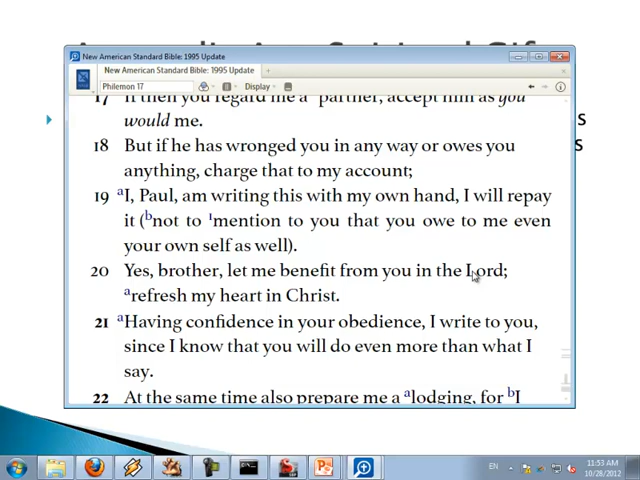 New American Standard Bible: 1995 Update
New American Standard Bible: 1995 Update
Philemon 17 Display
17 It then you regard me a partner, accept him as you
would me.
18 But if he has wronged you in any way or owes you
anything, charge that to my account;
19 aI, Paul, am writing this with my own hand, I will repay
it (bnot to 1mention to you that you owe to me even
your own self as well).
20 Yes, brother, let me benefit from you in the Lord;
arefresh my heart in Christ.
21 aHaving confidence in your obedience, I write to you,
since I know that you will do even more than what I
say.
22 At the same time also prepare me a alodging, for bI
EN 11:53 AM
10/28/2012